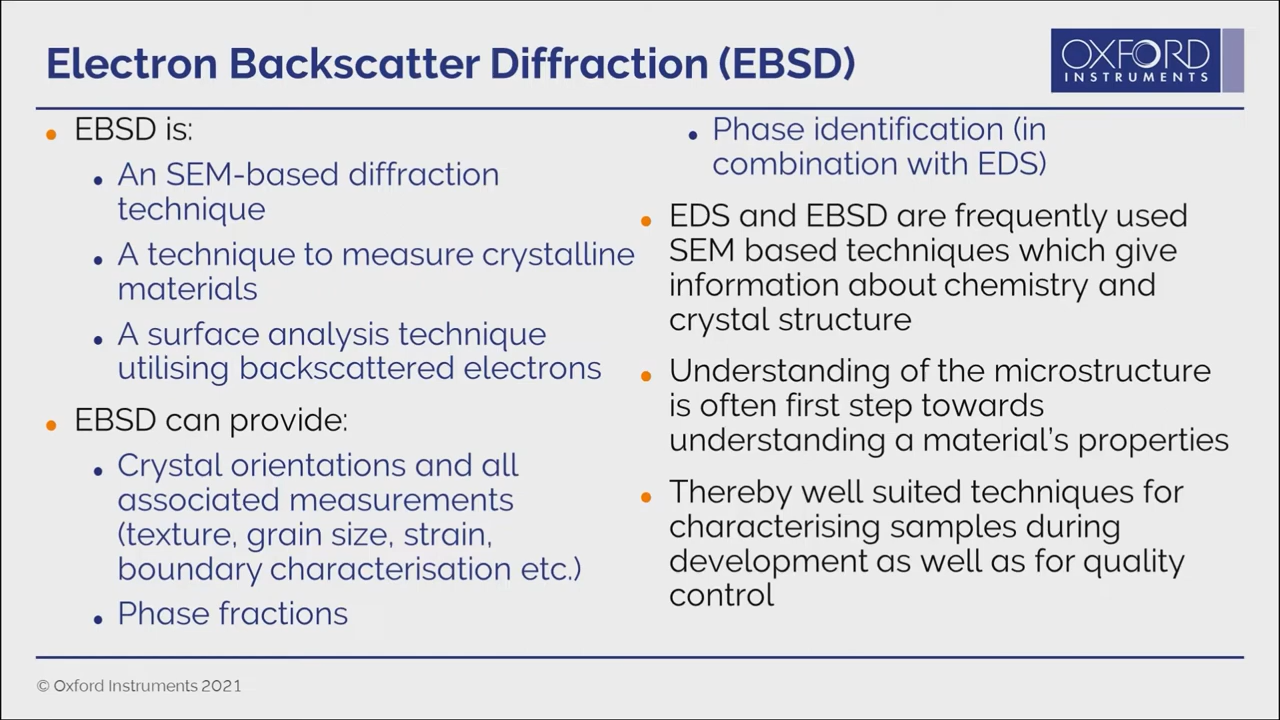 Electron Backscatter Diffraction (EBSD)
OXFORD
INSTRUMENTS
• EBSD is:
• An SEM-based diffraction
technique
• A technique to measure crystalline
materials
• A surface analysis technique
utilising backscattered electrons
• EBSD can provide:
• Crystal orientations and all
associated measurements
(texture, grain size, strain,
boundary characterisation etc.)
• Phase fractions
• Phase identification (in
combination with EDS)
• EDS and EBSD are frequently used
SEM based techniques which give
information about chemistry and
crystal structure
• Understanding of the microstructure
is often first step towards
understanding a material's properties
• Thereby well suited techniques for
characterising samples during
development as well as for quality
control
© Oxford Instruments 2021